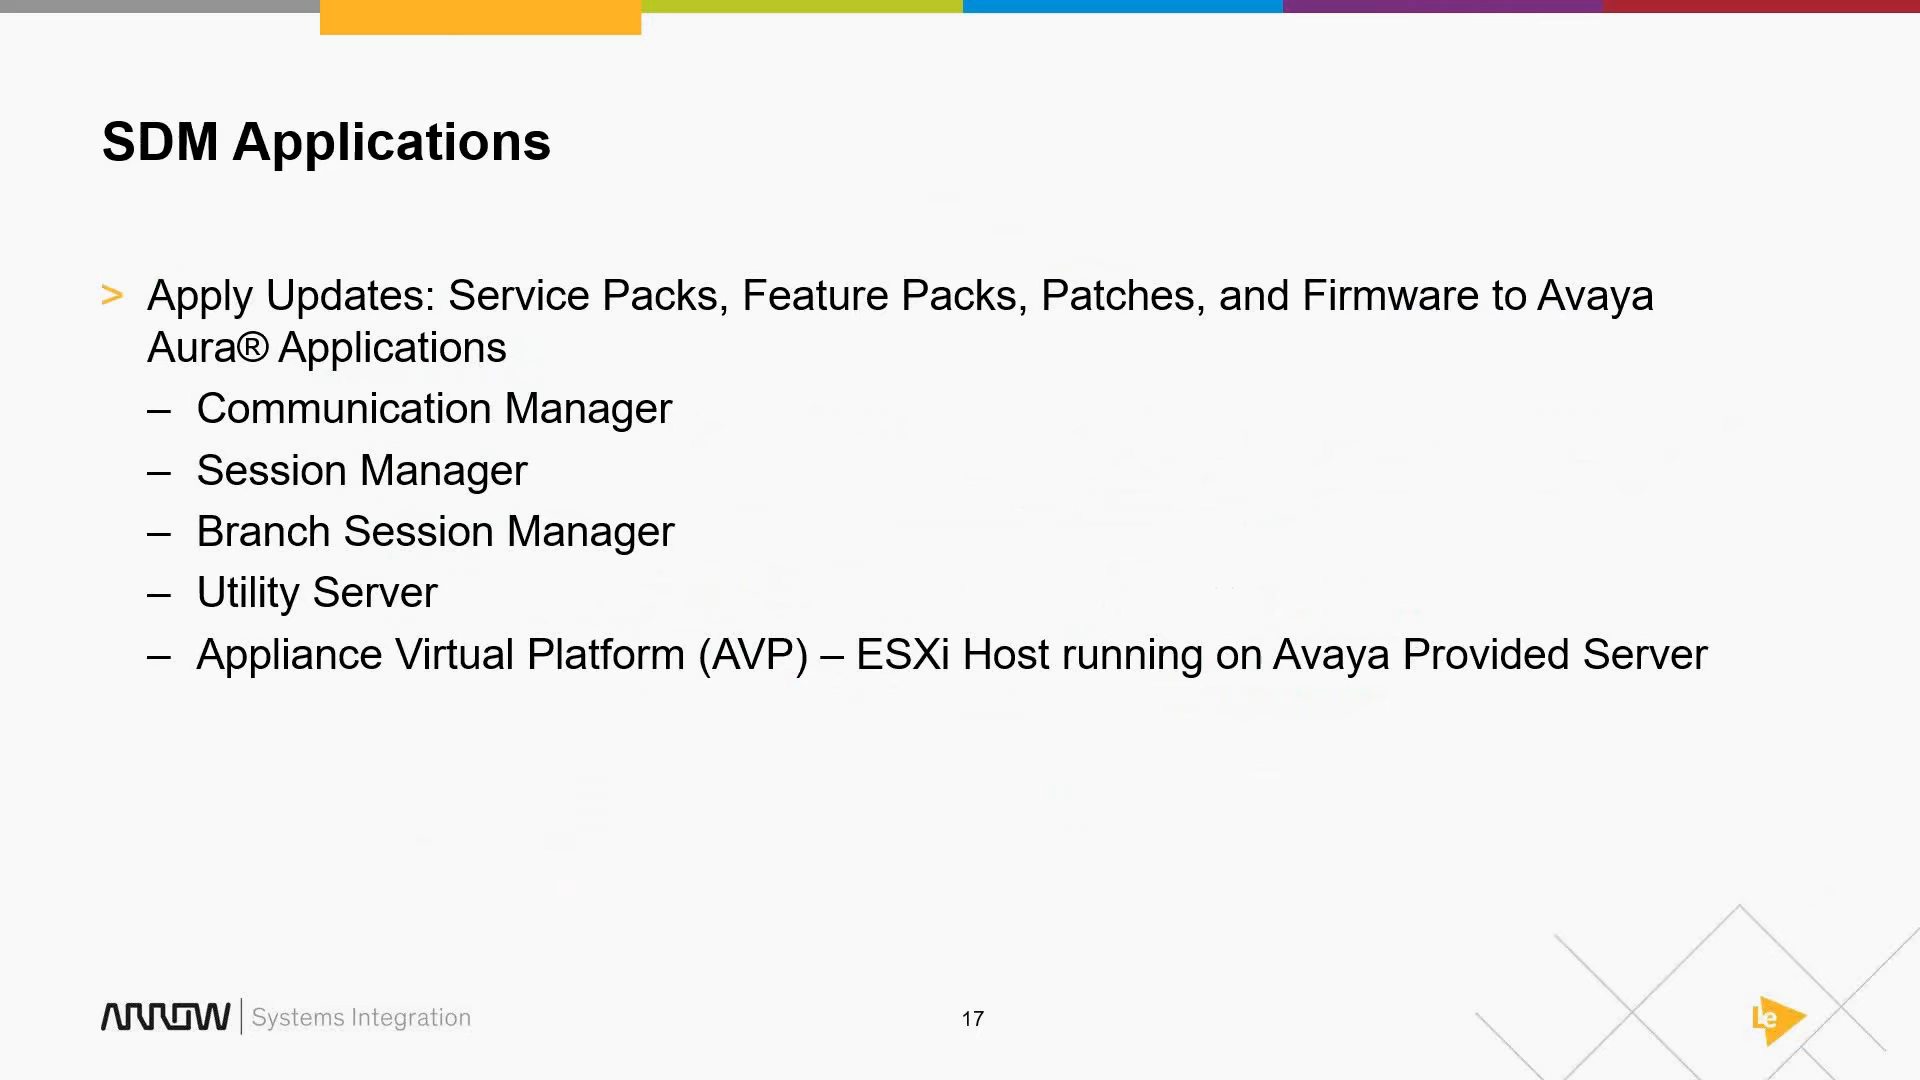 SDM Applications
> Apply Updates: Service Packs, Feature Packs, Patches, and Firmware to Avaya
Aura® Applications
– Communication Manager
– Session Manager
– Branch Session Manager
– Utility Server
– Appliance Virtual Platform (AVP) – ESXi Host running on Avaya Provided Server
ARROW | Systems Integration
17
Le